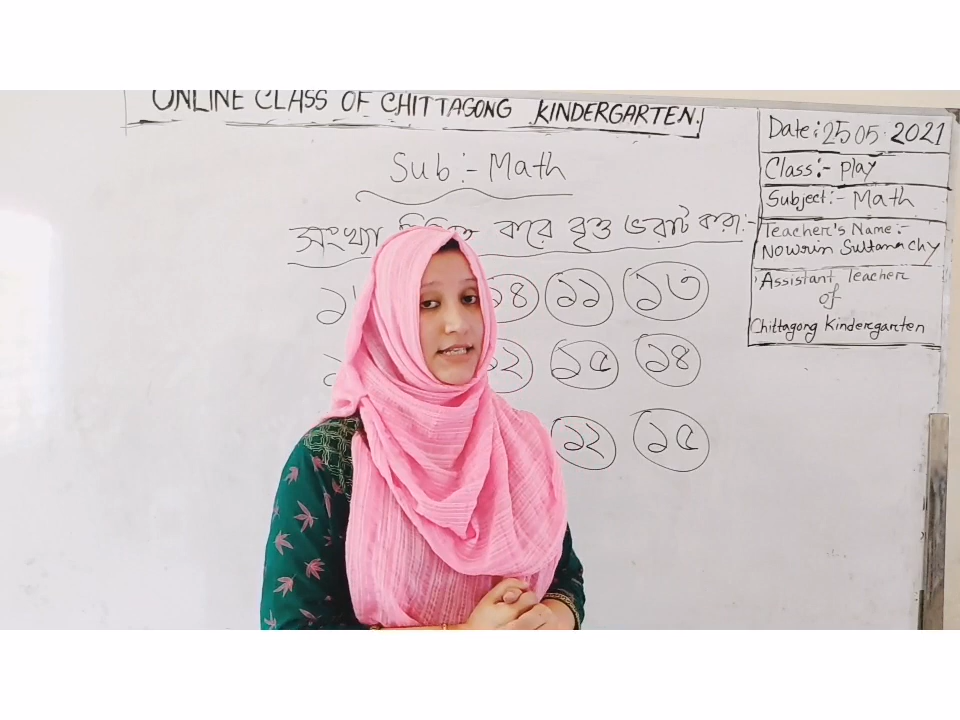 ONLINE CLASS OF CHITTAGONG KINDERGARTEN.
Sub:- Math
সংখ্যা করে বৃত্ত ভরাট করো:-
১৪ ১১ ১৩
১২ ১৫ ১৪
১২ ১৫
Date: 25 05 · 2021
Class:- Play
Subject:- Math
Teacher's Name:-
Nowrin Sultana Chy
Assistant Teacher
of
Chittagong Kindergarten